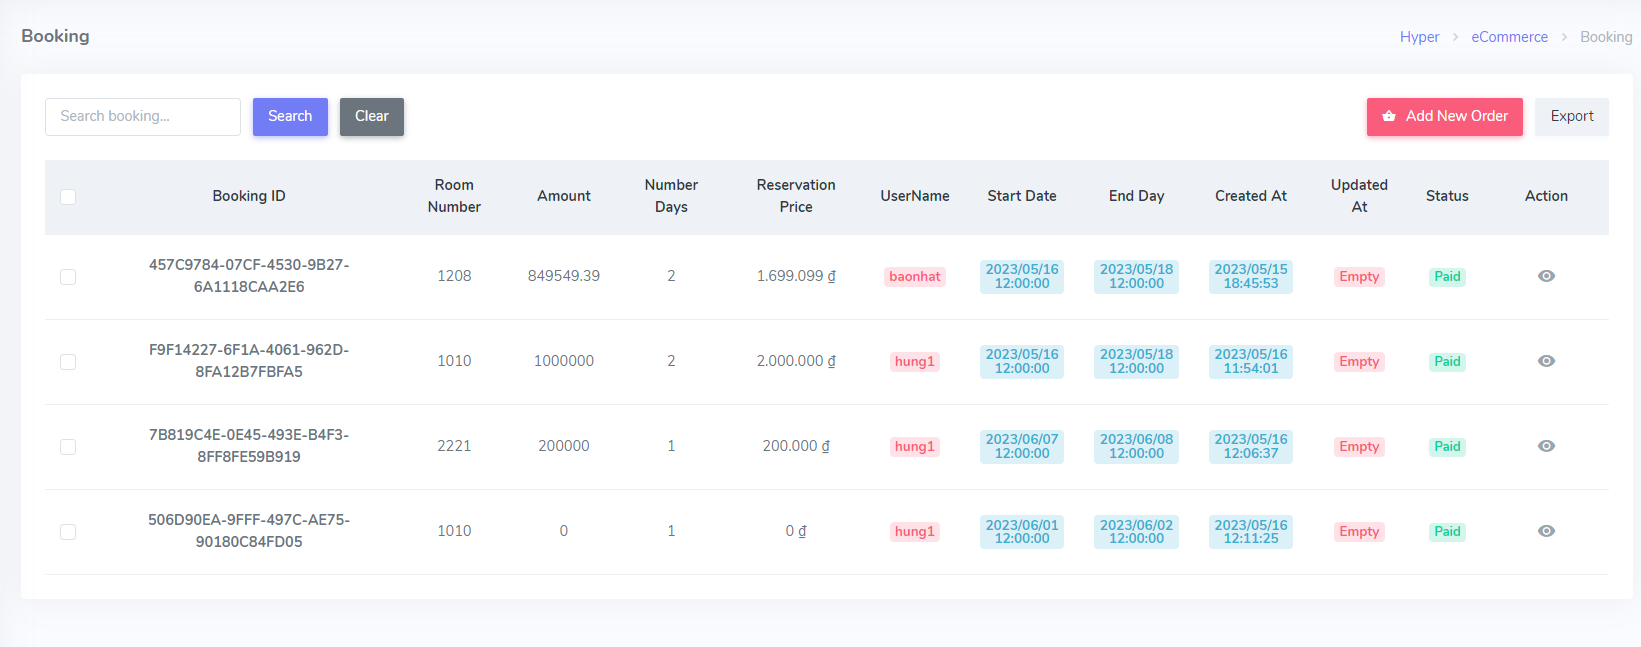 Booking
Hyper > eCommerce > Booking
Search booking...
Search
Clear
Add New Order
Export
Booking ID
Room
Number
Amount
Number
Days
Reservation
Price
UserName
Start Date
End Day
Created At
Updated
At
Status
Action
457C9784-07CF-4530-9B27-
6A1118CAA2E6
1208
849549.39
2
1.699.099 ₫
baonhat
2023/05/16
12:00:00
2023/05/18
12:00:00
2023/05/15
18:45:53
Empty
Paid
F9F14227-6F1A-4061-962D-
8FA12B7FBFA5
1010
1000000
2
2.000.000 ₫
hung1
2023/05/16
12:00:00
2023/05/18
12:00:00
2023/05/16
11:54:01
Empty
Paid
7B819C4E-0E45-493E-B4F3-
8FF8FE59B919
2221
200000
1
200.000 ₫
hung1
2023/06/07
12:00:00
2023/06/08
12:00:00
2023/05/16
12:06:37
Empty
Paid
506D90EA-9FFF-497C-AE75-
90180C84FD05
1010
0
1
0 ₫
hung1
2023/06/01
12:00:00
2023/06/02
12:00:00
2023/05/16
12:11:25
Empty
Paid